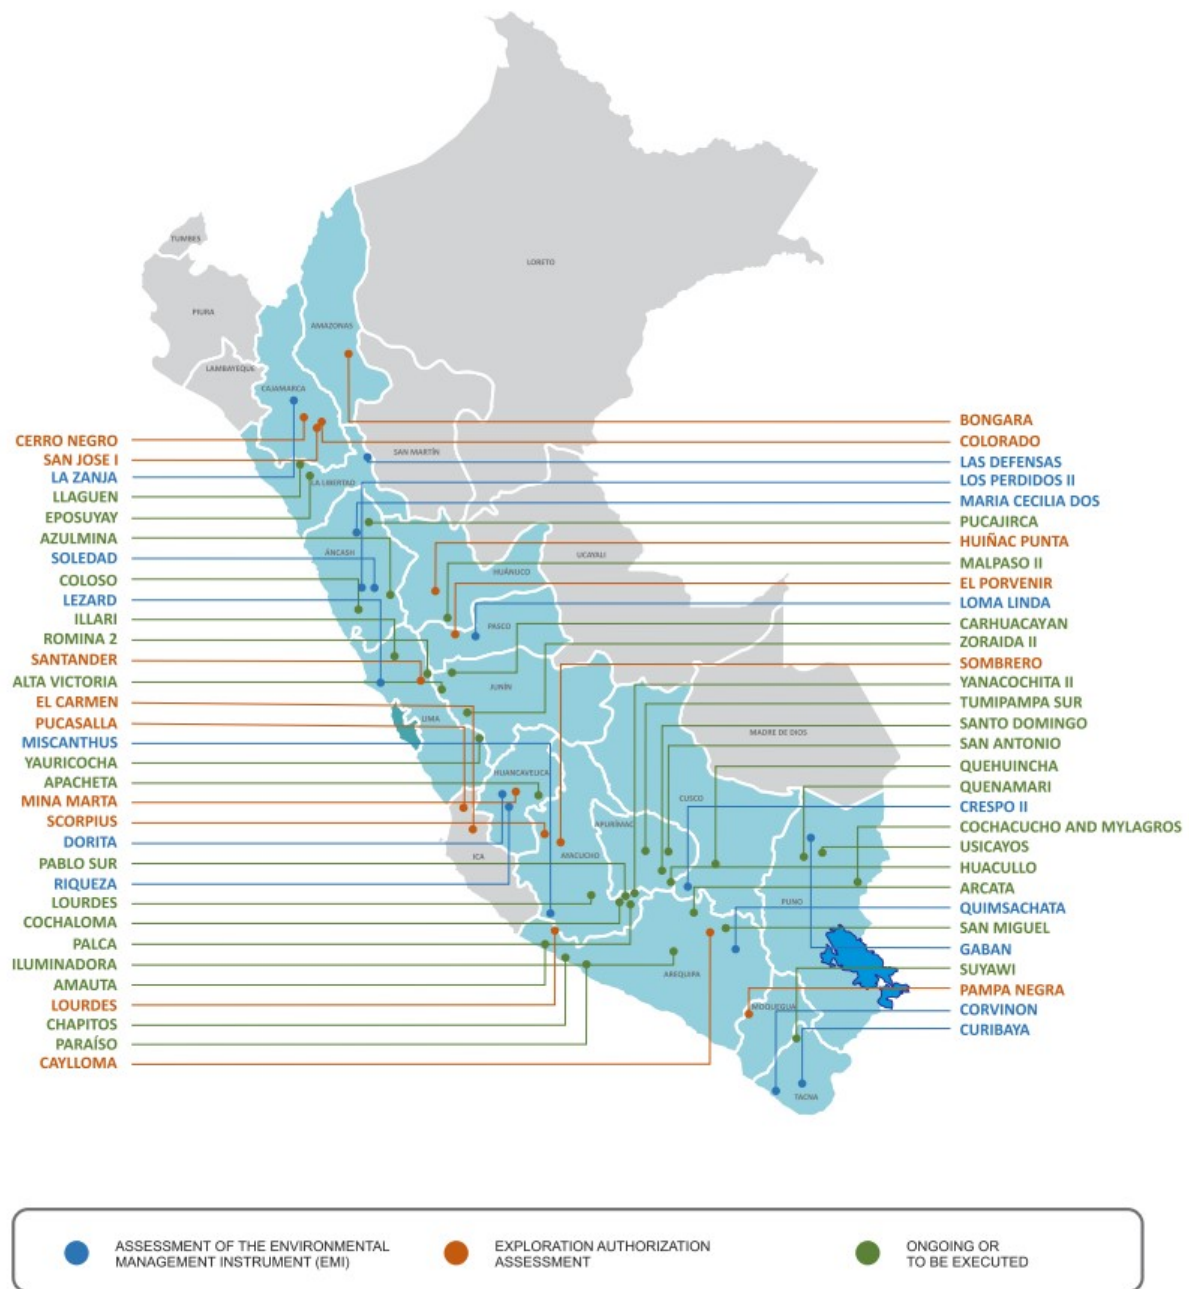 TUMBES
LORETO
PIURA
AMAZONAS
LAMBAYEQUE
CAJAMARCA
SAN MARTÍN
LA LIBERTAD
ÁNCASH
UCAYALI
HUÁNUCO
PASCO
JUNÍN
LIMA
MADRE DE DIOS
HUANCAVELICA
CUSCO
APURÍMAC
ICA
AYACUCHO
PUNO
AREQUIPA
MOQUEGUA
TACNA
CERRO NEGRO
SAN JOSE I
LA ZANJA
LLAGUEN
EPOSUYAY
AZULMINA
SOLEDAD
COLOSO
LEZARD
ILLARI
ROMINA 2
SANTANDER
ALTA VICTORIA
EL CARMEN
PUCASALLA
MISCANTHUS
YAURICOCHA
APACHETA
MINA MARTA
SCORPIUS
DORITA
PABLO SUR
RIQUEZA
LOURDES
COCHALOMA
PALCA
ILUMINADORA
AMAUTA
LOURDES
CHAPITOS
PARAÍSO
CAYLLOMA
BONGARA
COLORADO
LAS DEFENSAS
LOS PERDIDOS II
MARIA CECILIA DOS
PUCAJIRCA
HUIÑAC PUNTA
MALPASO II
EL PORVENIR
LOMA LINDA
CARHUACAYAN
ZORAIDA II
SOMBRERO
YANACOCHITA II
TUMIPAMPA SUR
SANTO DOMINGO
SAN ANTONIO
QUEHUINCHA
QUENAMARI
CRESPO II
COCHACUCHO AND MYLAGROS
USICAYOS
HUACULLO
ARCATA
QUIMSACHATA
SAN MIGUEL
GABAN
SUYAWI
PAMPA NEGRA
CORVINON
CURIBAYA
ASSESSMENT OF THE ENVIRONMENTAL
MANAGEMENT INSTRUMENT (EMI)
EXPLORATION AUTHORIZATION
ASSESSMENT
ONGOING OR
TO BE EXECUTED